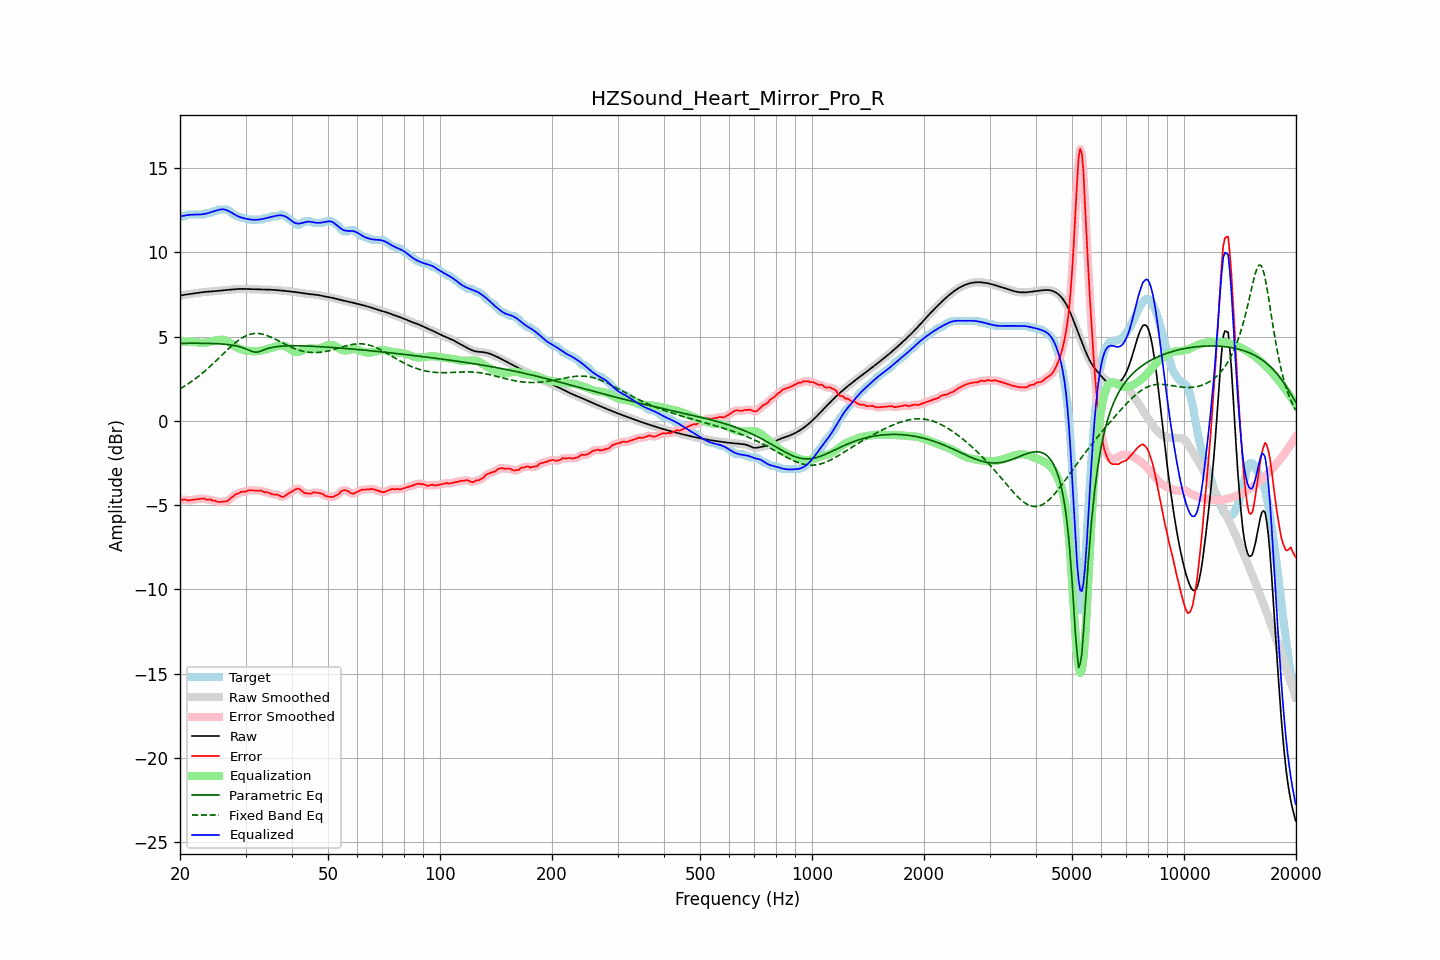 HZSound_Heart_Mirror_Pro_R
Amplitude (dBr)
15
10
5
0
−5
−10
−15
−20
−25
Target
Raw Smoothed
Error Smoothed
Raw
Error
Equalization
Parametric Eq
Fixed Band Eq
Equalized
20 50 100 200 500 1000 2000 5000 10000 20000
Frequency (Hz)